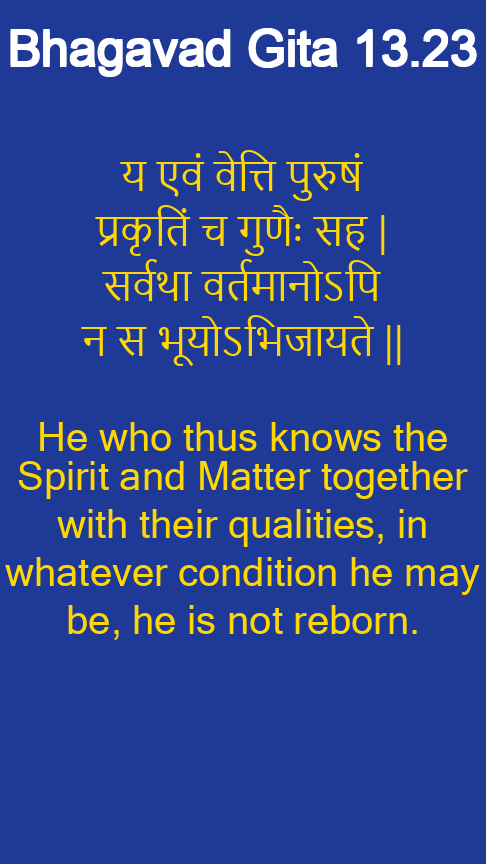 Bhagavad Gita 13.23
य एवं वेत्ति पुरुषं
प्रकृतिं च गुणैः सह |
सर्वथा वर्तमानोऽपि
न स भूयोऽभिजायते ||
He who thus knows the
Spirit and Matter together
with their qualities, in
whatever condition he may
be, he is not reborn.